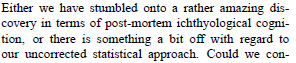 Either we have stumbled onto a rather amazing dis-
covery in terms of post-mortem ichthyological cogni-
tion, or there is something a bit off with regard to
our uncorrected statistical approach. Could we con-